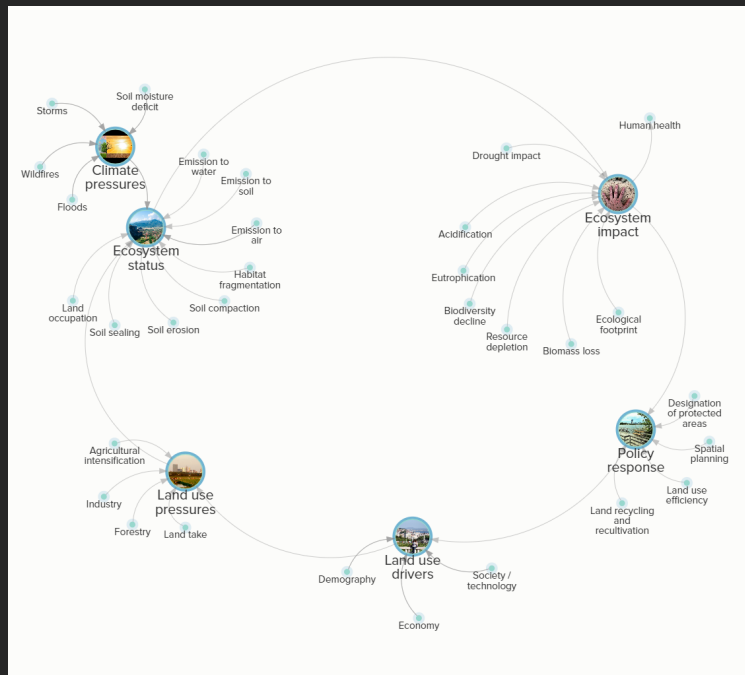 Storms
Soil moisture
deficit
Wildfires
Climate
pressures
Floods
Emission to
water
Emission to
soil
Emission to
air
Ecosystem
status
Habitat
fragmentation
Land
occupation
Soil sealing
Soil erosion
Soil compaction
Human health
Drought impact
Ecosystem
impact
Acidification
Eutrophication
Biodiversity
decline
Resource
depletion
Biomass loss
Ecological
footprint
Designation
of protected
areas
Policy
response
Spatial
planning
Land use
efficiency
Land recycling
and
recultivation
Agricultural
intensification
Land use
pressures
Industry
Forestry
Land take
Land use
drivers
Demography
Society /
technology
Economy